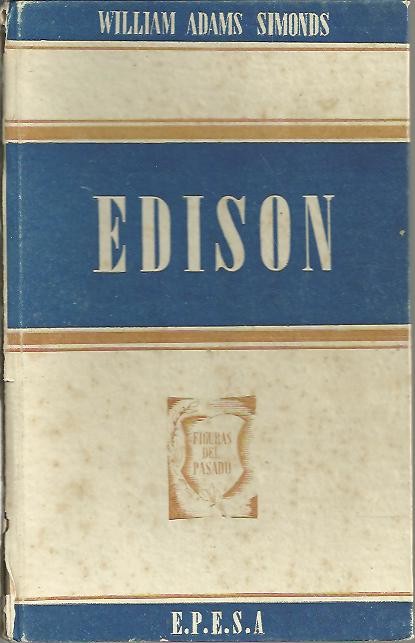 WILLIAM ADAMS SIMONDS
EDISON
FIGURAS
DEL
PASADO
E.P.E.S.A